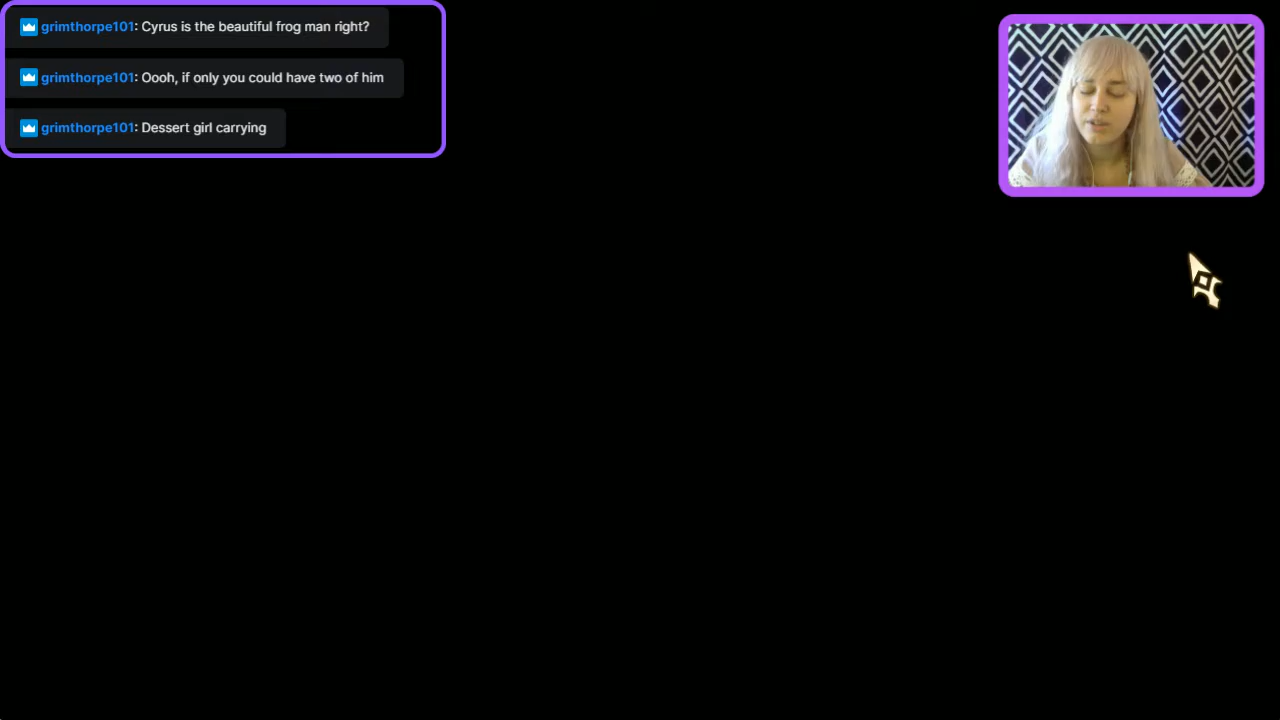 grimthorpe101: Cyrus is the beautiful frog man right?
grimthorpe101: Oooh, if only you could have two of him
grimthorpe101: Dessert girl carrying